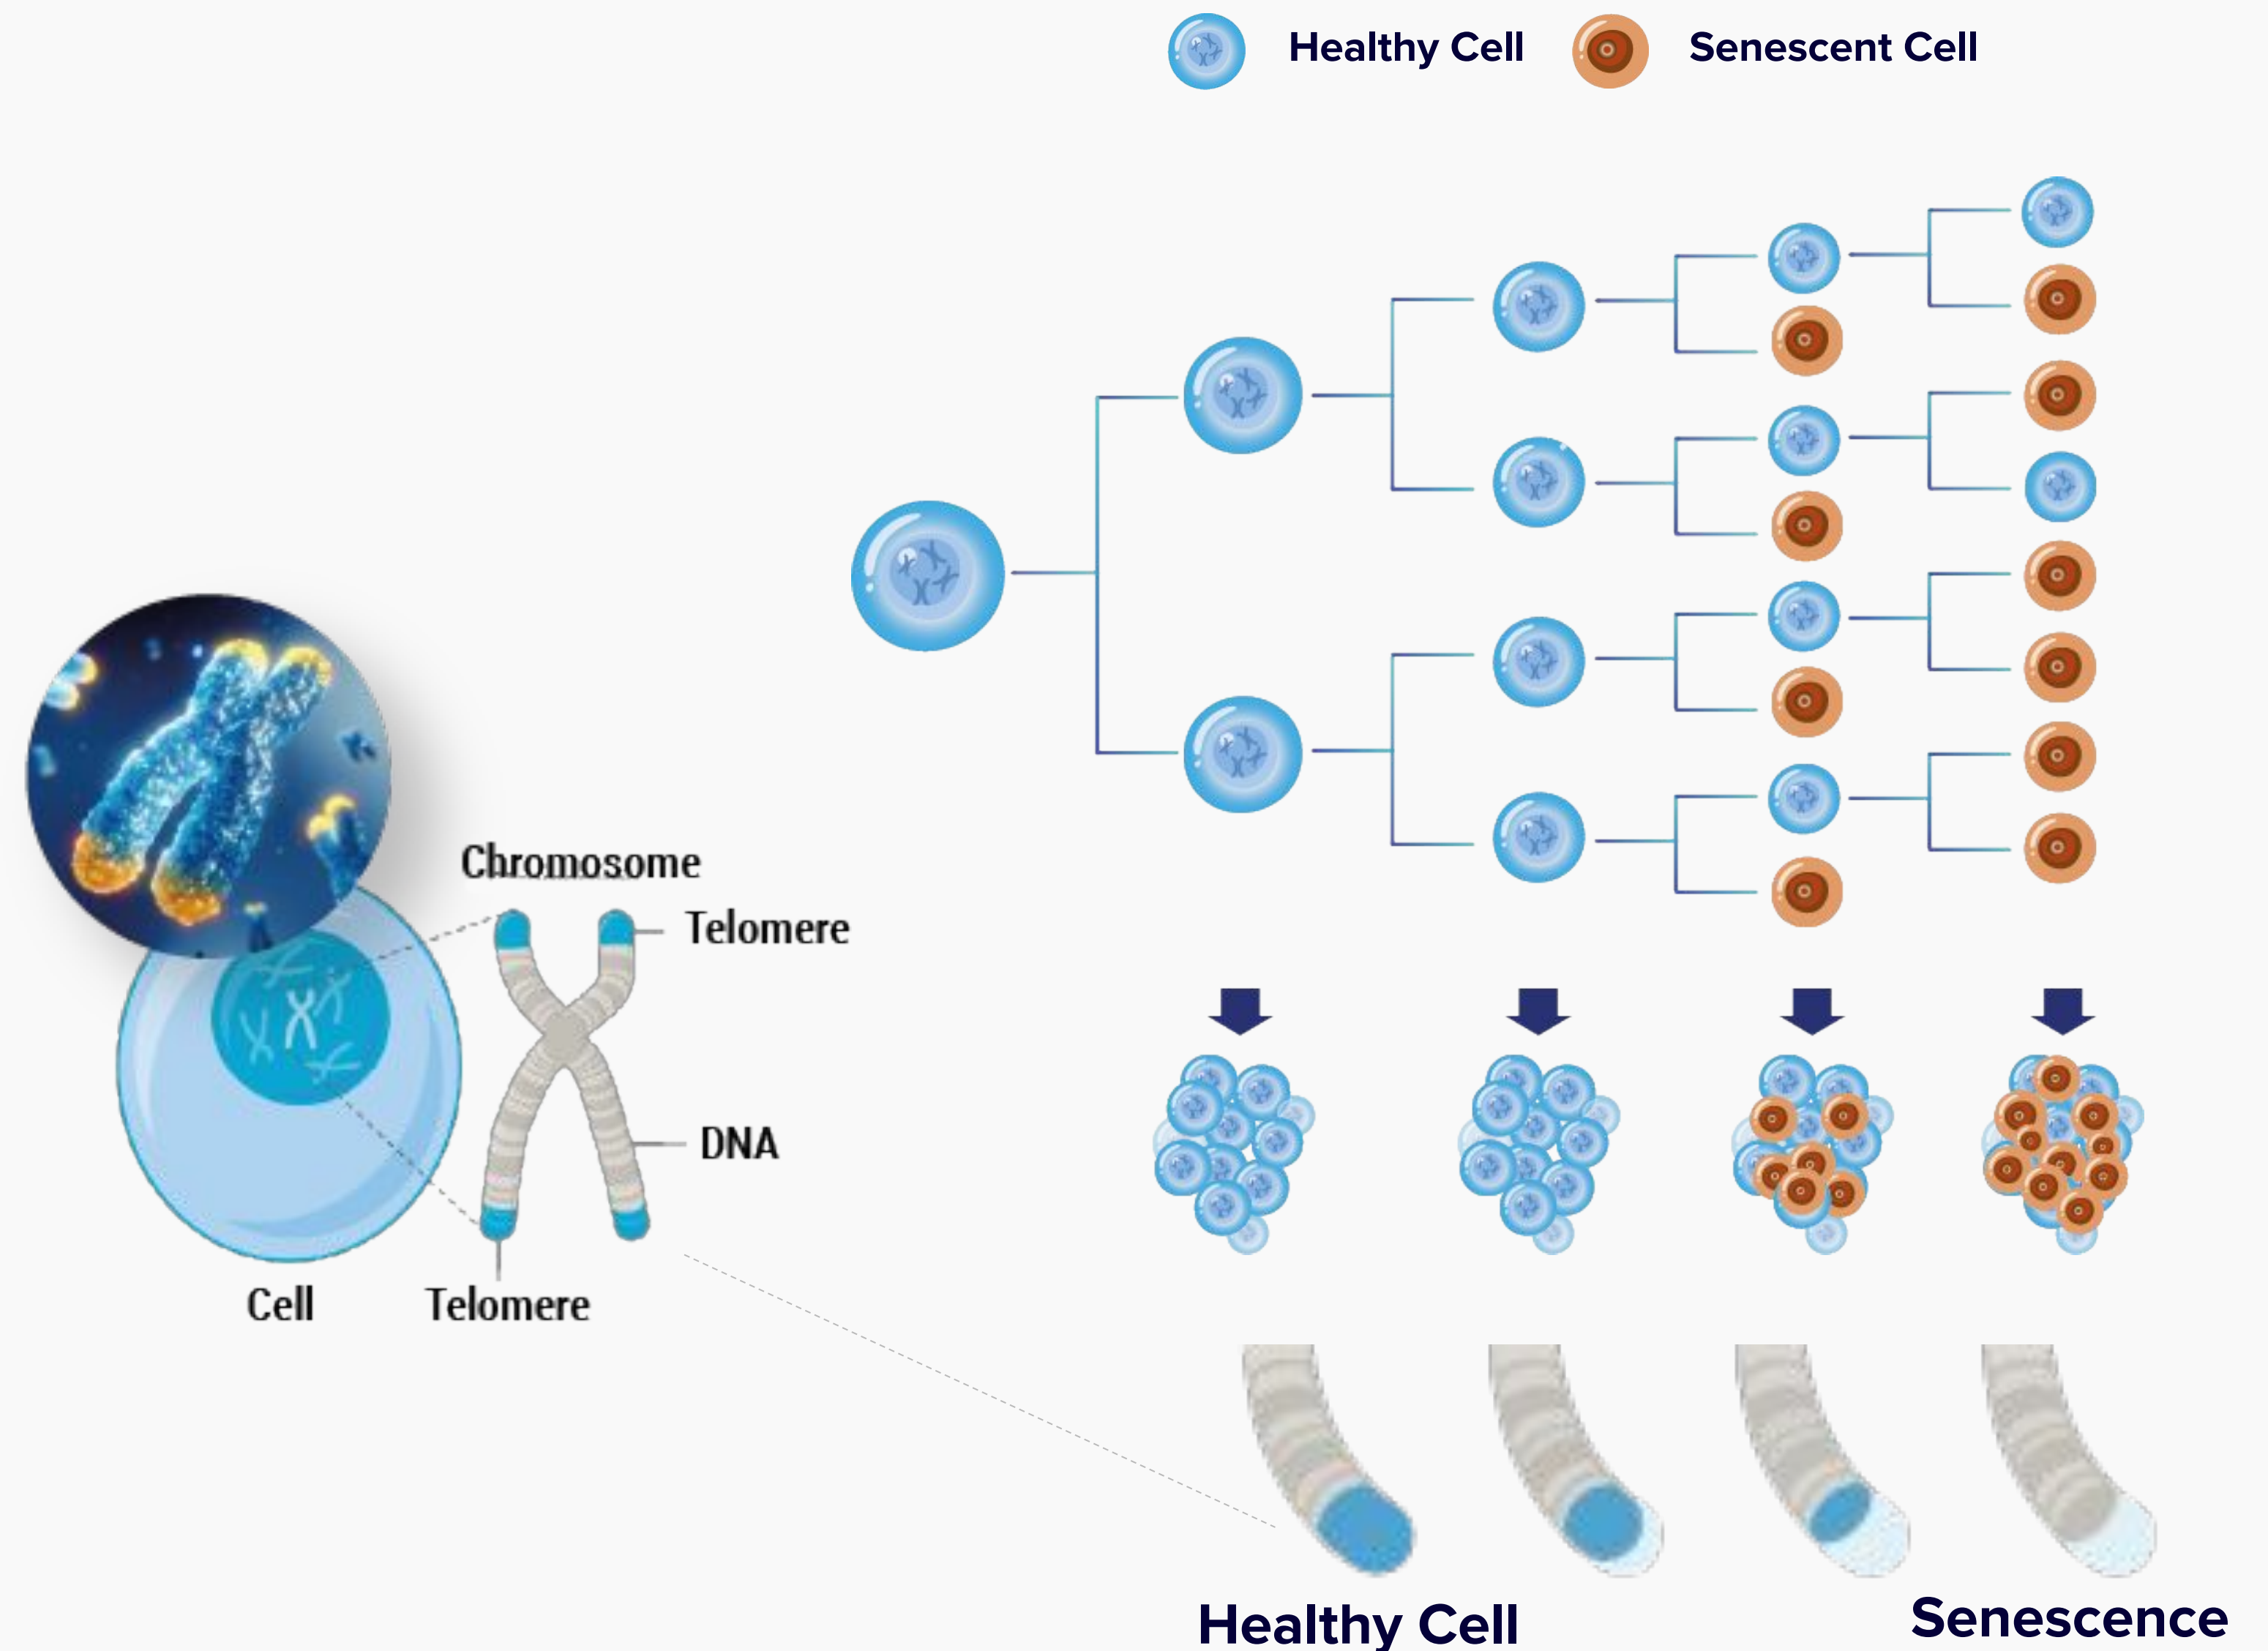 Healthy Cell
Senescent Cell
Chromosome
Telomere
DNA
Cell
Telomere
Healthy Cell
Senescence